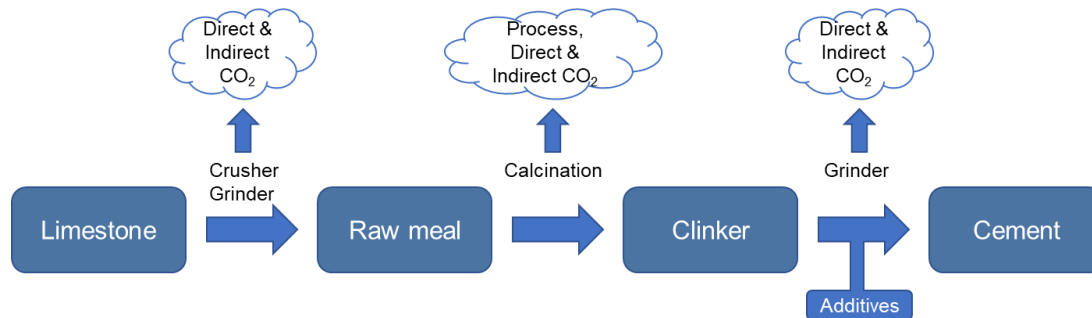 Direct &
Indirect
CO₂
Process,
Direct &
Indirect CO₂
Direct &
Indirect
CO₂
Crusher
Grinder
Calcination
Grinder
Limestone
Raw meal
Clinker
Cement
Additives